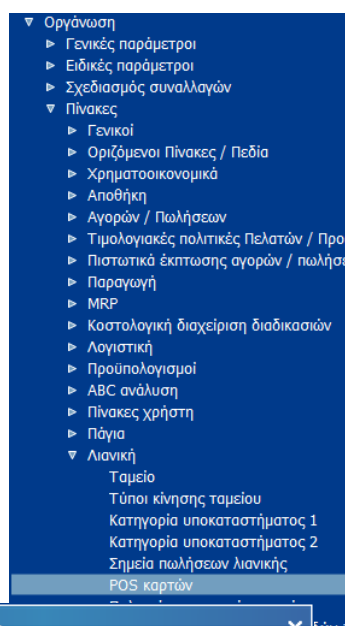 Οργάνωση
Γενικές παράμετροι
Ειδικές παράμετροι
Σχεδιασμός συναλλαγών
Πίνακες
Γενικοί
Οριζόμενοι Πίνακες / Πεδία
Χρηματοοικονομικά
Αποθήκη
Αγορών / Πωλήσεων
Τιμολογιακές πολιτικές Πελατών / Προ
Πιστωτικά έκπτωσης αγορών / πωλήσε
Παραγωγή
MRP
Κοστολογική διαχείριση διαδικασιών
Λογιστική
Προϋπολογισμοί
ABC ανάλυση
Πίνακες χρήστη
Πάγια
Λιανική
Ταμείο
Τύποι κίνησης ταμείου
Κατηγορία υποκαταστήματος 1
Κατηγορία υποκαταστήματος 2
Σημεία πωλήσεων λιανικής
POS καρτών